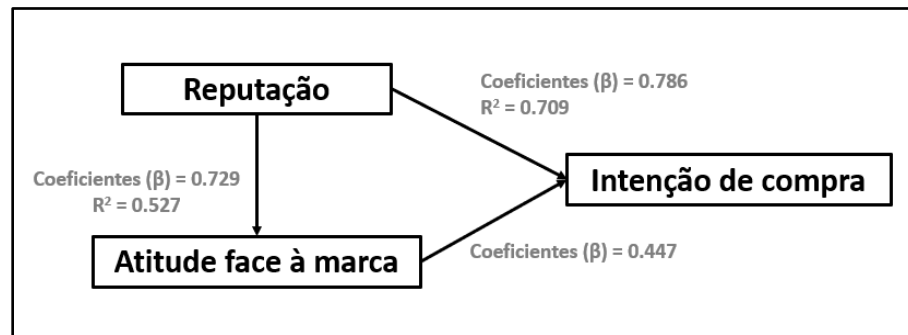 Reputação
Coeficientes (β) = 0.786
R² = 0.709
Coeficientes (β) = 0.729
R² = 0.527
Intenção de compra
Atitude face à marca
Coeficientes (β) = 0.447